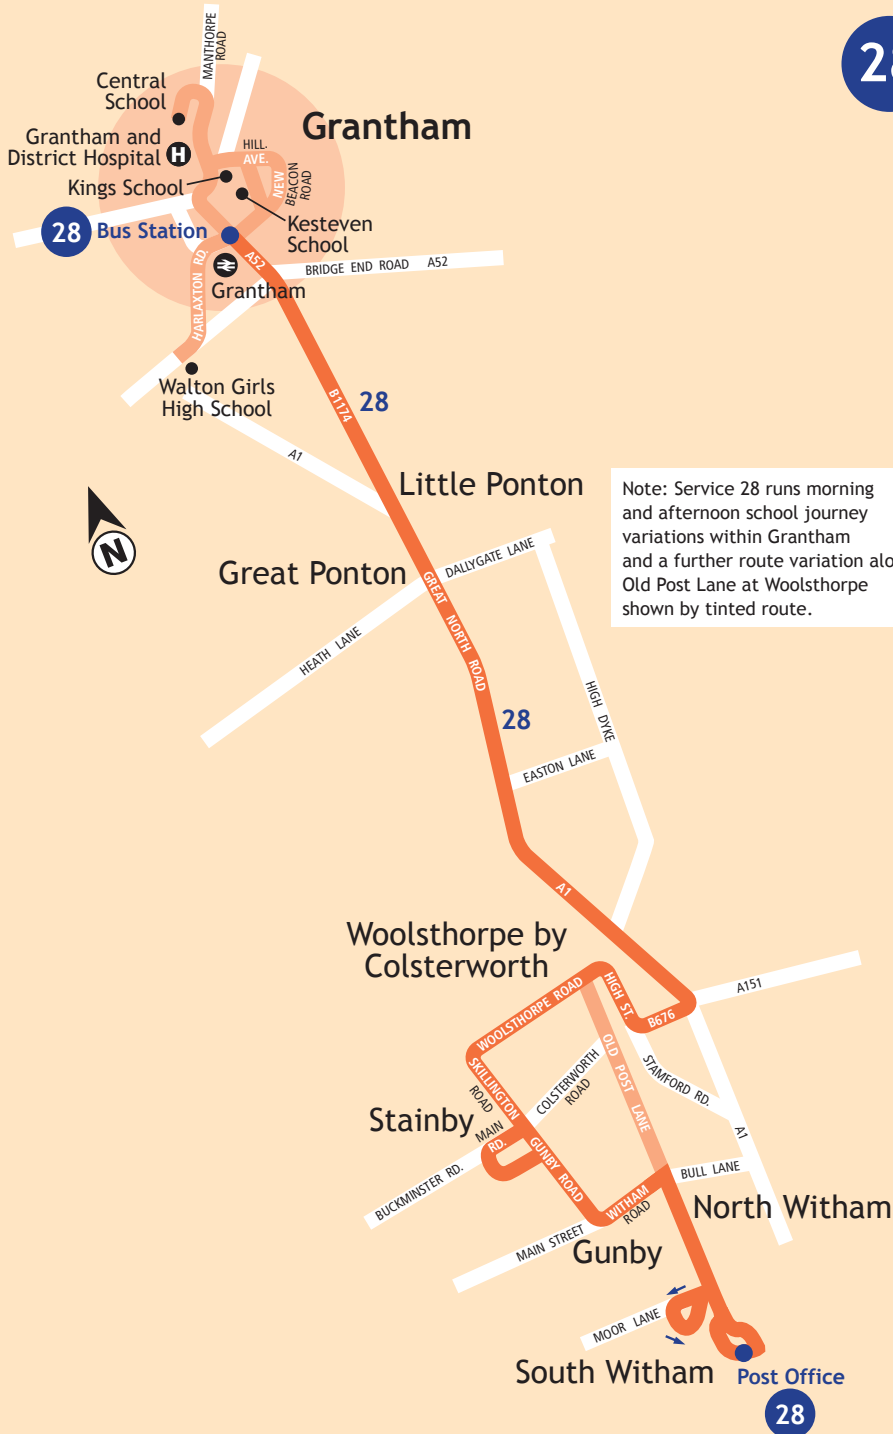 28
MANTHORPE
ROAD
Central
School
Grantham
Grantham and
District Hospital
H
HILL.
AVE.
NEW
BEACON
ROAD
Kings School
Kesteven
School
28
Bus Station
A52
BRIDGE END ROAD A52
HARLAXTON RD.
Grantham
Walton Girls
High School
B1174
28
A1
Little Ponton
Note: Service 28 runs morning
and afternoon school journey
variations within Grantham
and a further route variation alo
Old Post Lane at Woolsthorpe
shown by tinted route.
N
Great Ponton
DALLYGATE LANE
GREAT NORTH ROAD
HEATH LANE
HIGH DYKE
28
EASTON LANE
A1
Woolsthorpe by
Colsterworth
HIGH ST.
B676
A151
WOOLSTHORPE ROAD
SKILLINGTON
ROAD
COLSTERWORTH
ROAD
OLD POST LANE
STAMFORD RD.
A1
Stainby
MAIN
RD.
GUNBY ROAD
BUCKMINSTER RD.
BULL LANE
WITHAM
ROAD
North Witham
MAIN STREET
Gunby
MOOR LANE
South Witham
Post Office
28